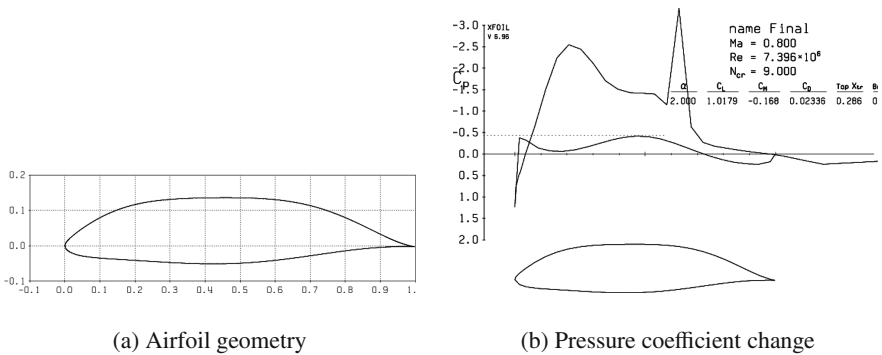 0.2
0.1
0.0
-0.1
-0.1 0.0 0.1 0.2 0.3 0.4 0.5 0.6 0.7 0.8 0.9 1.
(a) Airfoil geometry
-3.0
-2.5
-2.0
-1.5
-0.5
0.0
0.5
1.0
1.5
2.0
Cp
XFOIL
V 6.96
name Final
Ma = 0.800
Re = 7.396*10^6
Ncr = 9.000
α CL CM CD Top Xtr
2.000 1.0179 -0.168 0.02336 0.286
(b) Pressure coefficient change